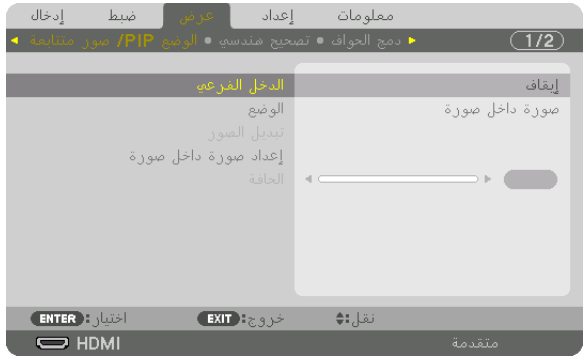 إدخال ضبط عرض إعداد معلومات
الوضع PIP/ صور متتابعة • تصحيح هندسي • دمج الحواف (1/2)
الدخل الفرعي إيقاف
الوضع صورة داخل صورة
تبديل الصور
إعداد صورة داخل صورة
الحافة
ENTER :اختيار EXIT :خروج نقل:
HDMI متقدمة